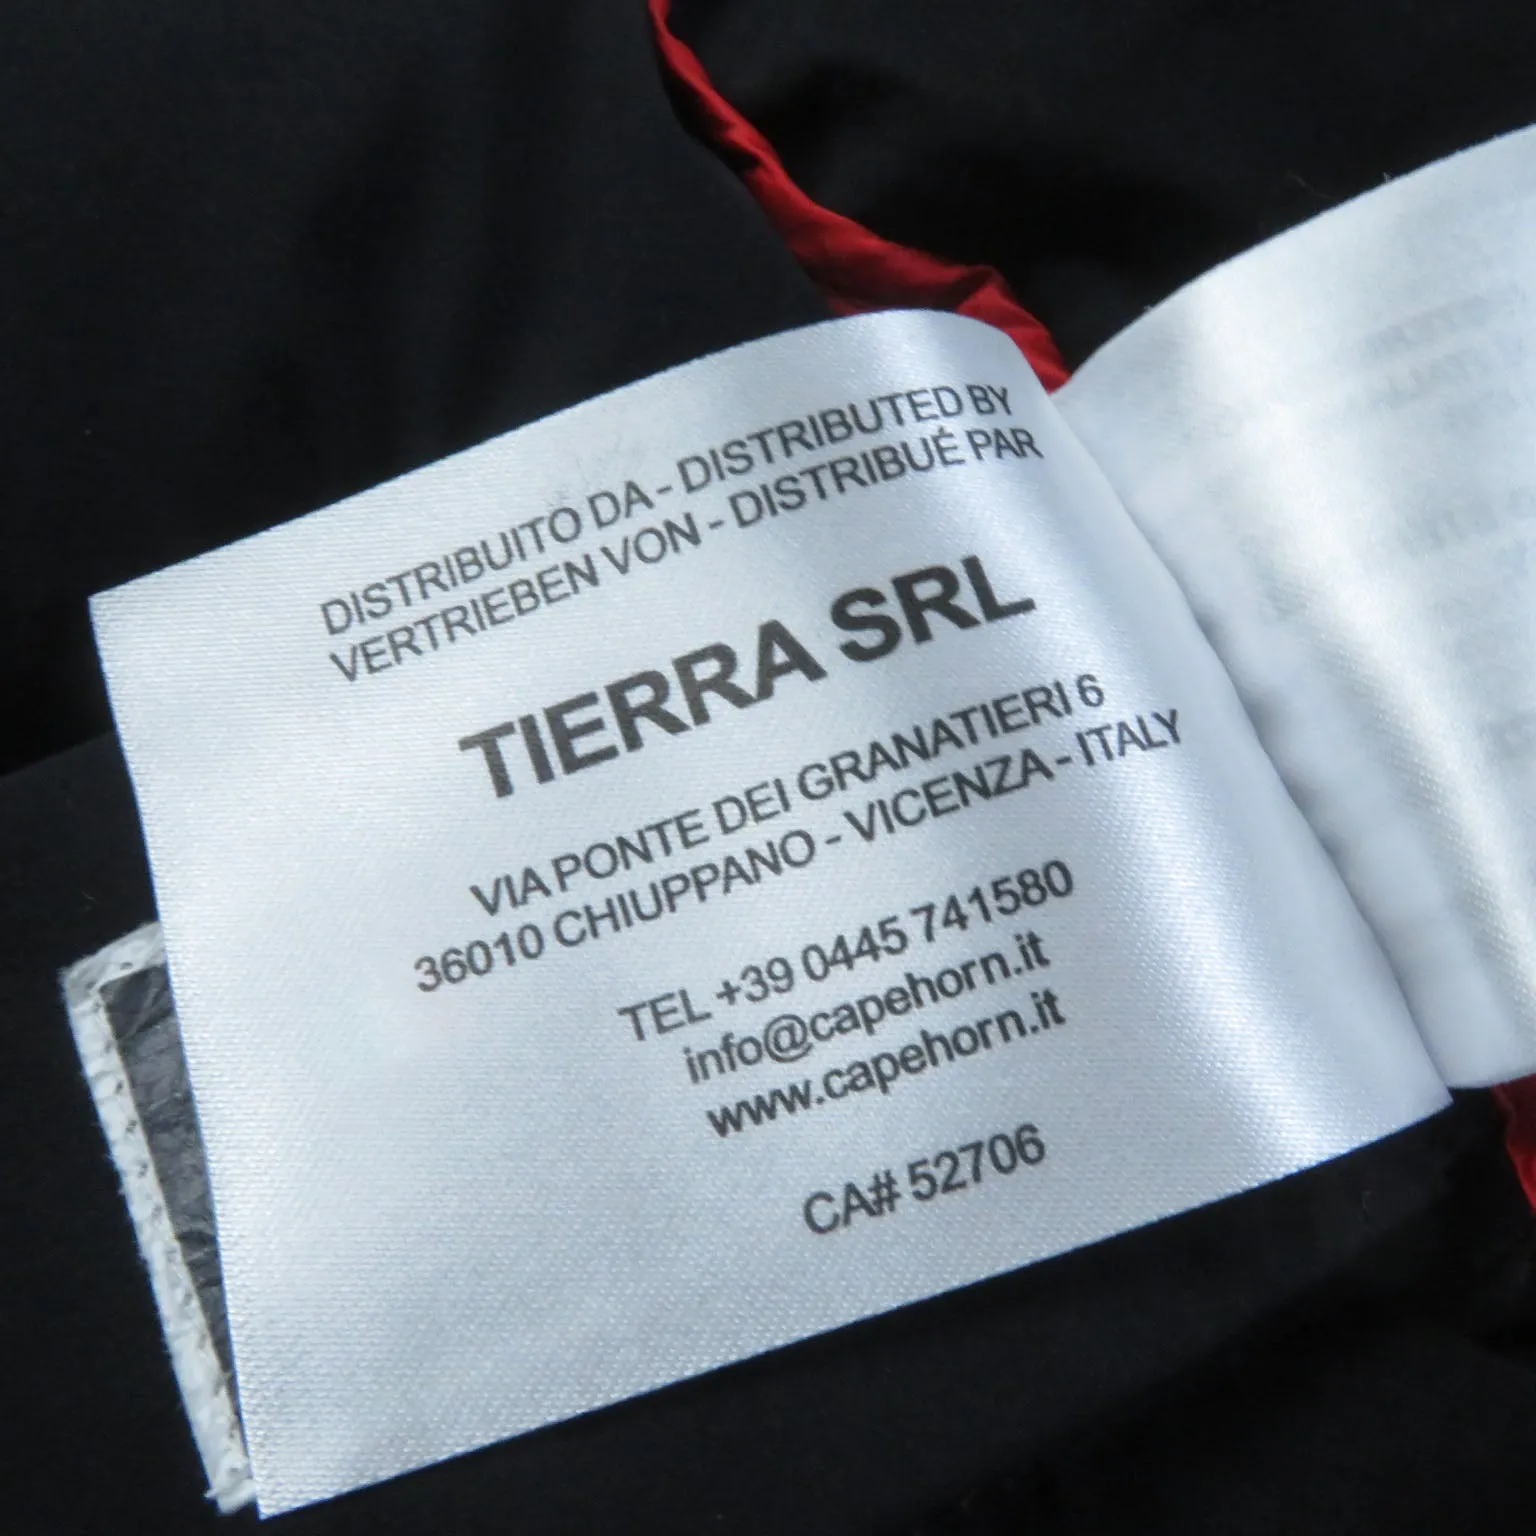 DISTRIBUITO DA - DISTRIBUTED BY
VERTRIEBEN VON - DISTRIBUÉ PAR
TIERRA SRL
VIA PONTE DEI GRANATIERI 6
36010 CHIUPPANO - VICENZA - ITALY
TEL +39 0445 741580
info@capehorn.it
www.capehorn.it
CA# 52706